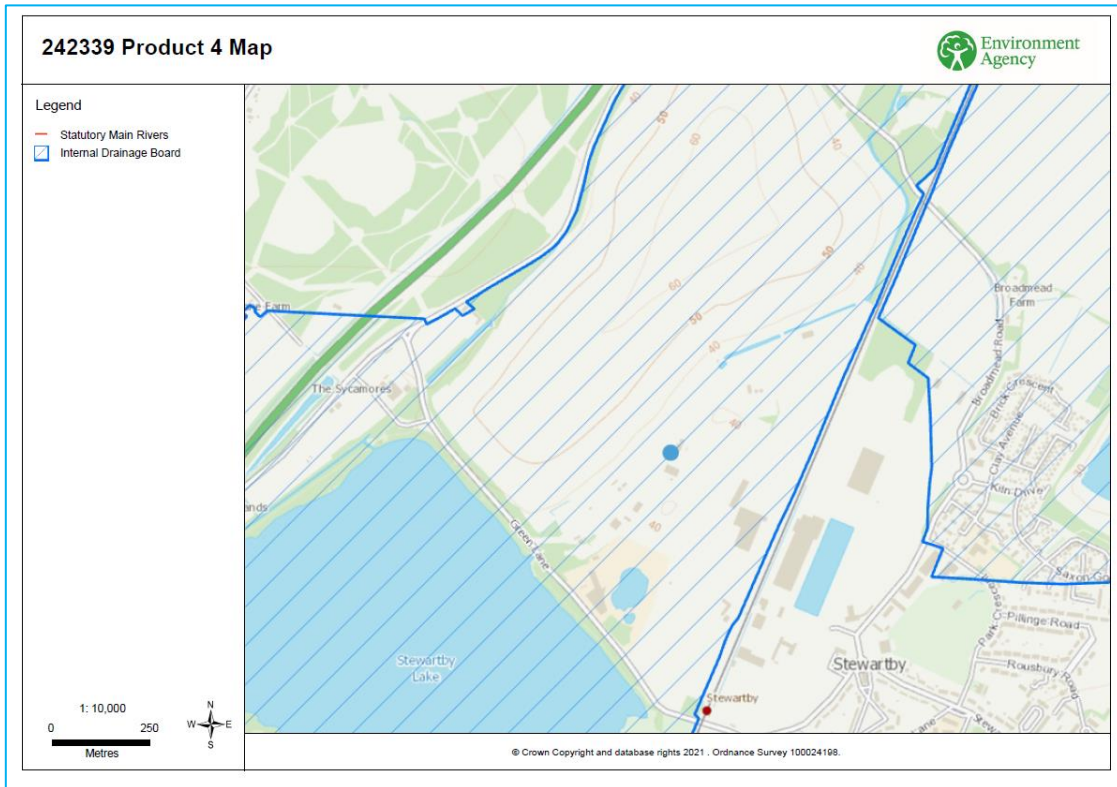 242339 Product 4 Map
Environment
Agency
Legend
Statutory Main Rivers
Internal Drainage Board
40
50
60
40
50
40
60
50
40
40
40
40
Farm
Broadmead
Farm
Broadmead Road
Brick Crescent
Clay Avenue
Kiln Drive
The Sycamores
Green Lane
Saxon
Park Crescent
Pillinge Road
Rousbury Road
Stewartby
Lake
Stewartby
Stewartby
1: 10,000
0 250
Metres
N
W E
S
© Crown Copyright and database rights 2021 . Ordnance Survey 100024198.